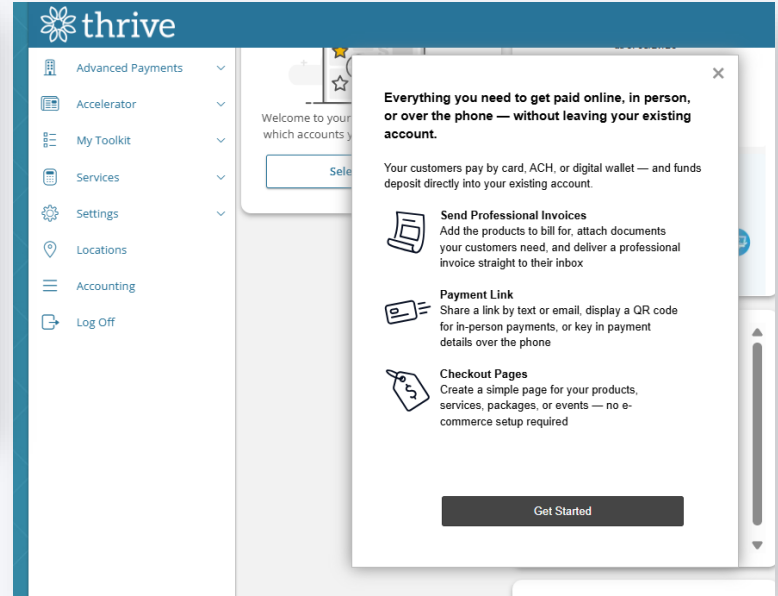 thrive
Advanced Payments
Accelerator
My Toolkit
Services
Settings
Locations
Accounting
Log Off
Welcome to your
which accounts
Everything you need to get paid online, in person,
or over the phone — without leaving your existing
account.
Your customers pay by card, ACH, or digital wallet — and funds
deposit directly into your existing account.
Send Professional Invoices
Add the products to bill for, attach documents
your customers need, and deliver a professional
invoice straight to their inbox
Payment Link
Share a link by text or email, display a QR code
for in-person payments, or key in payment
details over the phone
Checkout Pages
Create a simple page for your products,
services, packages, or events — no e-
commerce setup required
Get Started